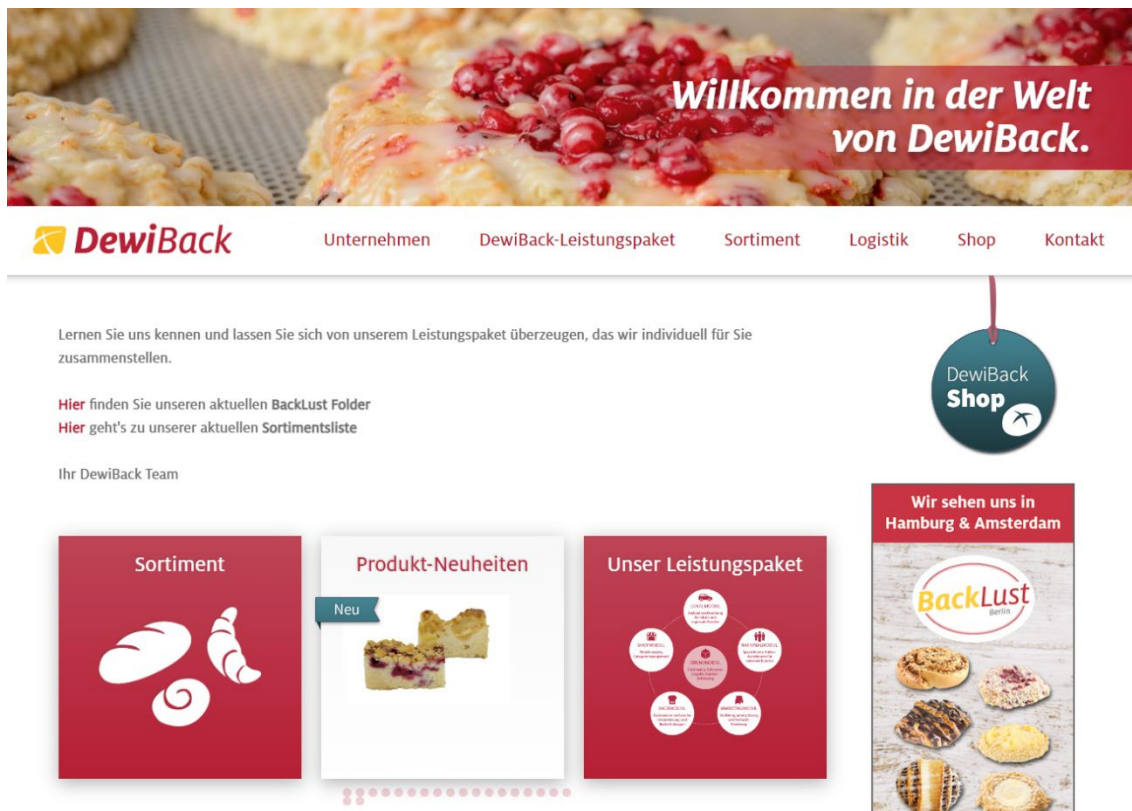 Willkommen in der Welt
von DewiBack.
DewiBack
Unternehmen
DewiBack-Leistungspaket
Sortiment
Logistik
Shop
Kontakt
Lernen Sie uns kennen und lassen Sie sich von unserem Leistungspaket überzeugen, das wir individuell für Sie
zusammenstellen.
Hier finden Sie unseren aktuellen BackLust Folder
Hier geht's zu unserer aktuellen Sortimentsliste
Ihr DewiBack Team
DewiBack
Shop
Wir sehen uns in
Hamburg & Amsterdam
BackLust
Berlin
Sortiment
Produkt-Neuheiten
Neu
Unser Leistungspaket